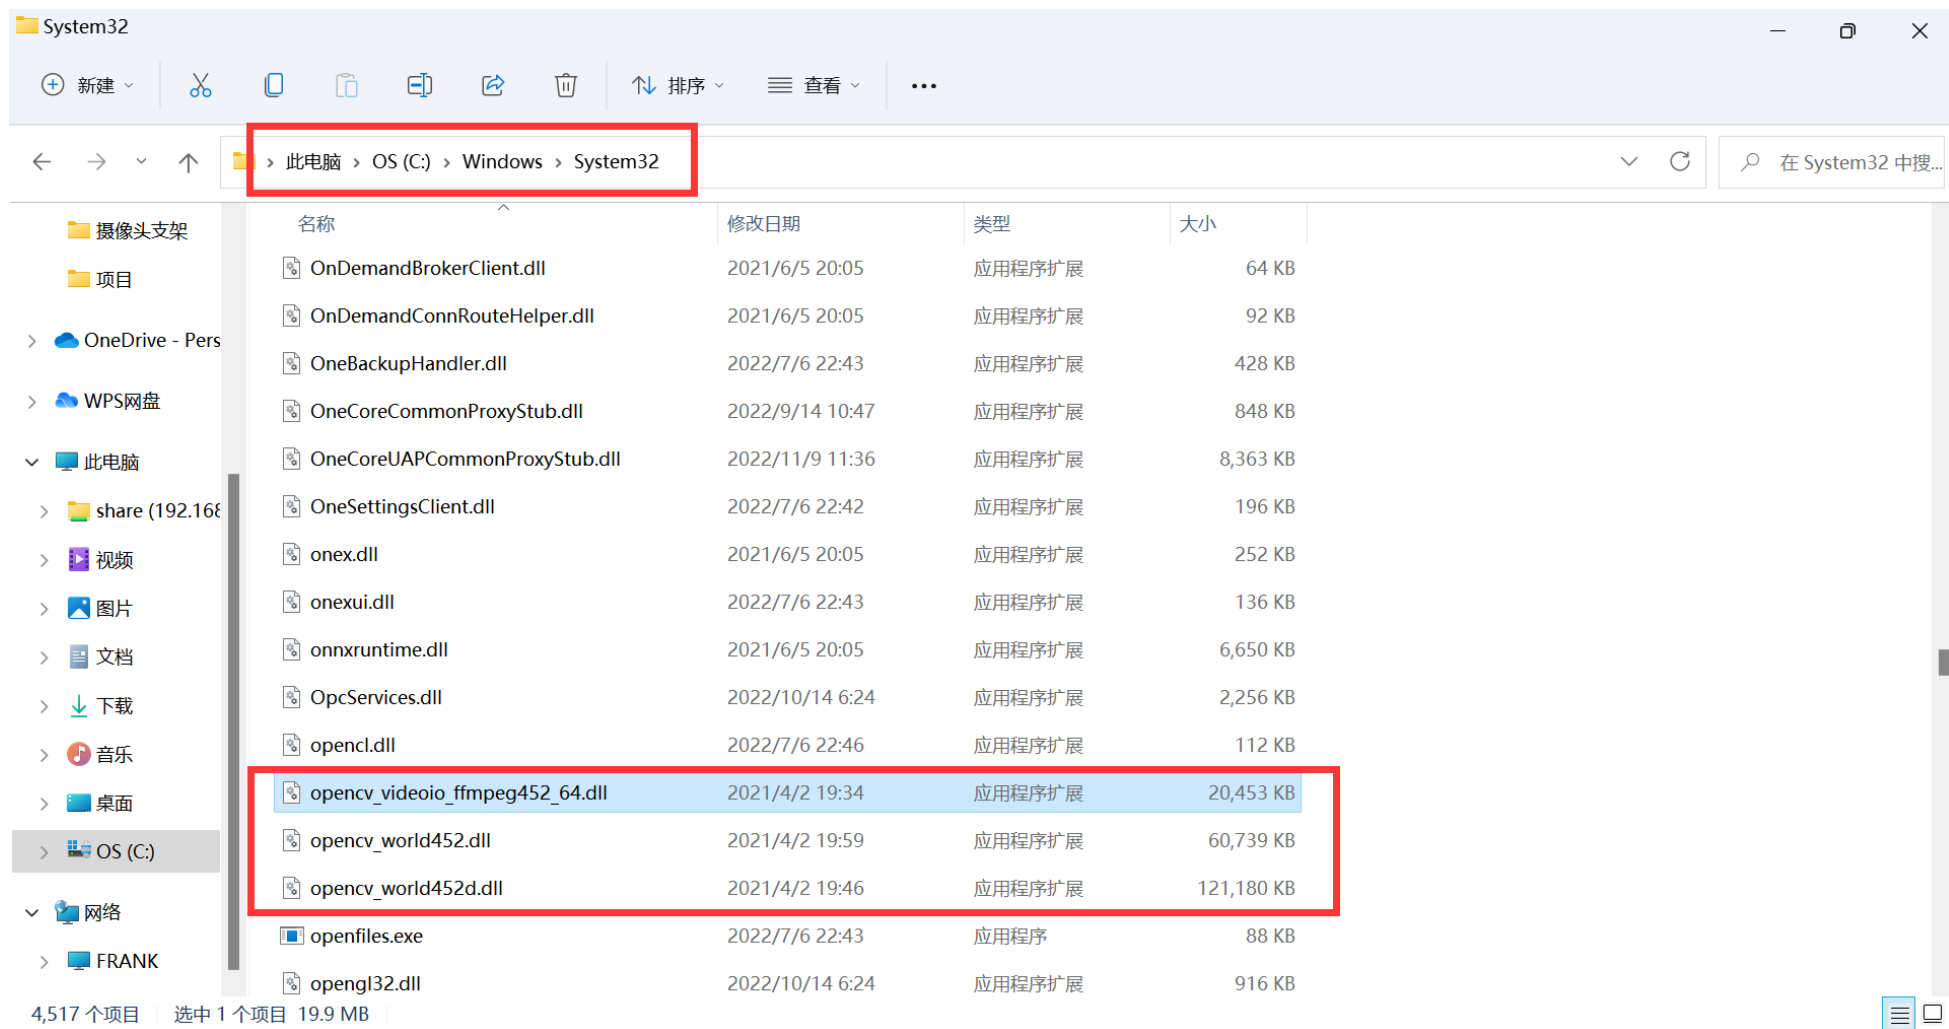 System32
新建
排序
查看
此电脑 › OS (C:) › Windows › System32
在 System32 中搜...
摄像头支架
项目
OneDrive - Pers
WPS网盘
此电脑
share (192.168
视频
图片
文档
下载
音乐
桌面
OS (C:)
网络
FRANK
名称 修改日期 类型 大小
OnDemandBrokerClient.dll 2021/6/5 20:05 应用程序扩展 64 KB
OnDemandConnRouteHelper.dll 2021/6/5 20:05 应用程序扩展 92 KB
OneBackupHandler.dll 2022/7/6 22:43 应用程序扩展 428 KB
OneCoreCommonProxyStub.dll 2022/9/14 10:47 应用程序扩展 848 KB
OneCoreUAPCommonProxyStub.dll 2022/11/9 11:36 应用程序扩展 8,363 KB
OneSettingsClient.dll 2022/7/6 22:42 应用程序扩展 196 KB
onex.dll 2021/6/5 20:05 应用程序扩展 252 KB
onexui.dll 2022/7/6 22:43 应用程序扩展 136 KB
onnxruntime.dll 2021/6/5 20:05 应用程序扩展 6,650 KB
OpcServices.dll 2022/10/14 6:24 应用程序扩展 2,256 KB
opencl.dll 2022/7/6 22:46 应用程序扩展 112 KB
opencv_videoio_ffmpeg452_64.dll 2021/4/2 19:34 应用程序扩展 20,453 KB
opencv_world452.dll 2021/4/2 19:59 应用程序扩展 60,739 KB
opencv_world452d.dll 2021/4/2 19:46 应用程序扩展 121,180 KB
openfiles.exe 2022/7/6 22:43 应用程序 88 KB
opengl32.dll 2022/10/14 6:24 应用程序扩展 916 KB
4,517 个项目 选中 1 个项目 19.9 MB